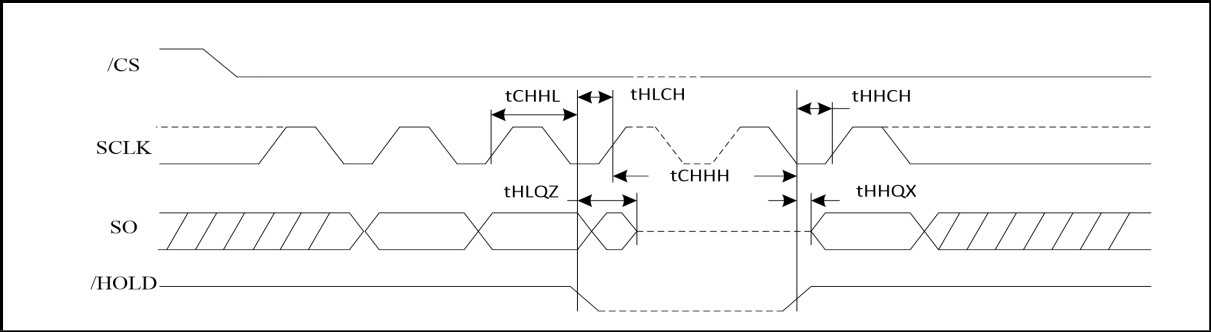 /CS
tCHHL
tHLCH
tHHCH
SCLK
tCHHH
tHLQZ
tHHQX
SO
/HOLD